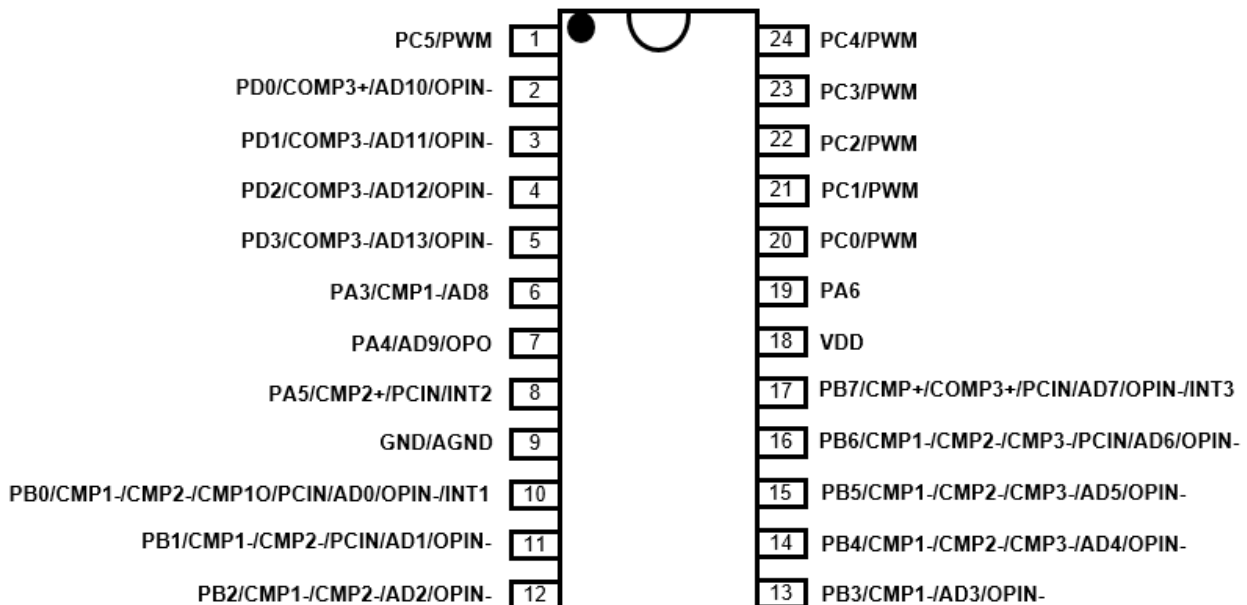 PC5/PWM 1 24 PC4/PWM
PD0/COMP3+/AD10/OPIN- 2 23 PC3/PWM
PD1/COMP3-/AD11/OPIN- 3 22 PC2/PWM
PD2/COMP3-/AD12/OPIN- 4 21 PC1/PWM
PD3/COMP3-/AD13/OPIN- 5 20 PC0/PWM
PA3/CMP1-/AD8 6 19 PA6
PA4/AD9/OPO 7 18 VDD
PA5/CMP2+/PCIN/INT2 8 17 PB7/CMP+/COMP3+/PCIN/AD7/OPIN-/INT3
GND/AGND 9 16 PB6/CMP1-/CMP2-/CMP3-/PCIN/AD6/OPIN-
PB0/CMP1-/CMP2-/CMP1O/PCIN/AD0/OPIN-/INT1 10 15 PB5/CMP1-/CMP2-/CMP3-/AD5/OPIN-
PB1/CMP1-/CMP2-/PCIN/AD1/OPIN- 11 14 PB4/CMP1-/CMP2-/CMP3-/AD4/OPIN-
PB2/CMP1-/CMP2-/AD2/OPIN- 12 13 PB3/CMP1-/AD3/OPIN-